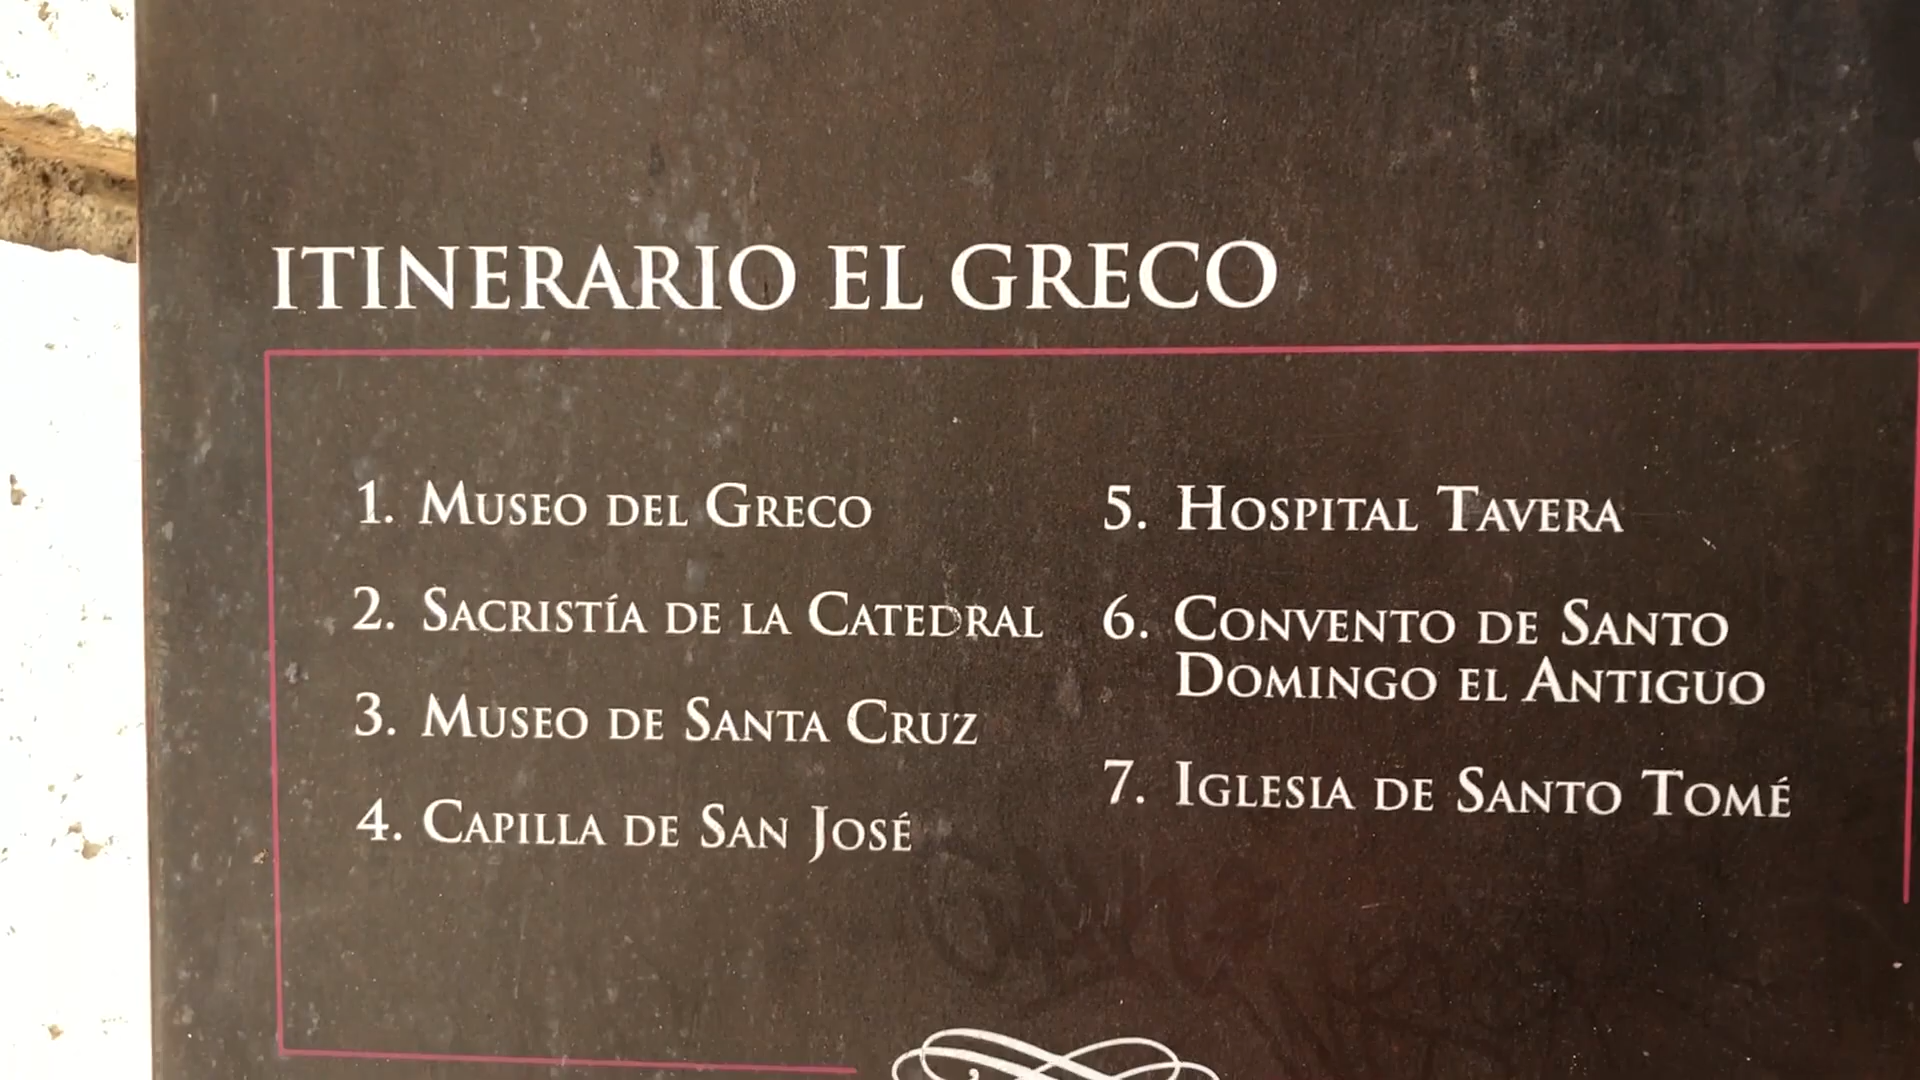 ITINERARIO EL GRECO
1. MUSEO DEL GRECO
2. SACRISTÍA DE LA CATEDRAL
3. MUSEO DE SANTA CRUZ
4. CAPILLA DE SAN JOSÉ
5. HOSPITAL TAVERA
6. CONVENTO DE SANTO
DOMINGO EL ANTIGUO
7. IGLESIA DE SANTO TOMÉ